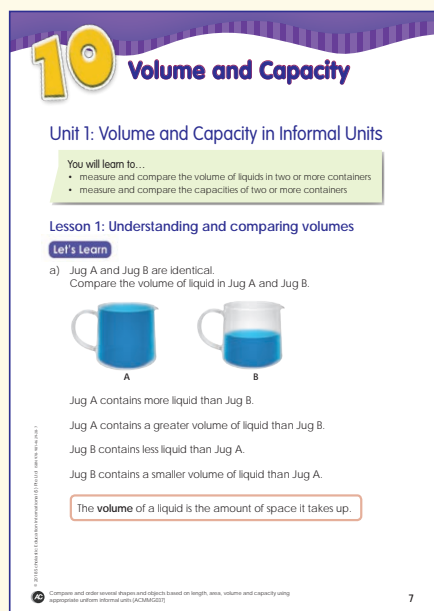 10 Volume and Capacity
Unit 1: Volume and Capacity in Informal Units
You will learn to…
• measure and compare the volume of liquids in two or more containers
• measure and compare the capacities of two or more containers
Lesson 1: Understanding and comparing volumes
Let's Learn
a) Jug A and Jug B are identical.
Compare the volume of liquid in Jug A and Jug B.
A B
Jug A contains more liquid than Jug B.
Jug A contains a greater volume of liquid than Jug B.
Jug B contains less liquid than Jug A.
Jug B contains a smaller volume of liquid than Jug A.
The volume of a liquid is the amount of space it takes up.
AC
Compare and order several shapes and objects based on length, area, volume and capacity using
appropriate uniform informal units (ACMMG037)
7